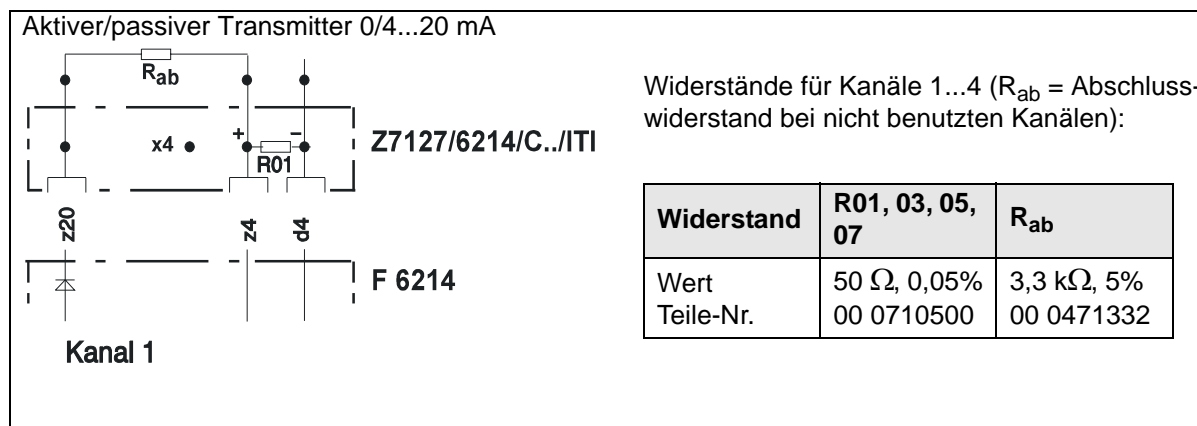 Aktiver/passiver Transmitter 0/4...20 mA
Rab
x4
+
−
R01
Z7127/6214/C../ITI
z20
z4
d4
F 6214
Kanal 1
Widerstände für Kanäle 1...4 (Rab = Abschluss-
widerstand bei nicht benutzten Kanälen):
Widerstand
R01, 03, 05,
07
Rab
Wert
Teile-Nr.
50 Ω, 0,05%
00 0710500
3,3 kΩ, 5%
00 0471332